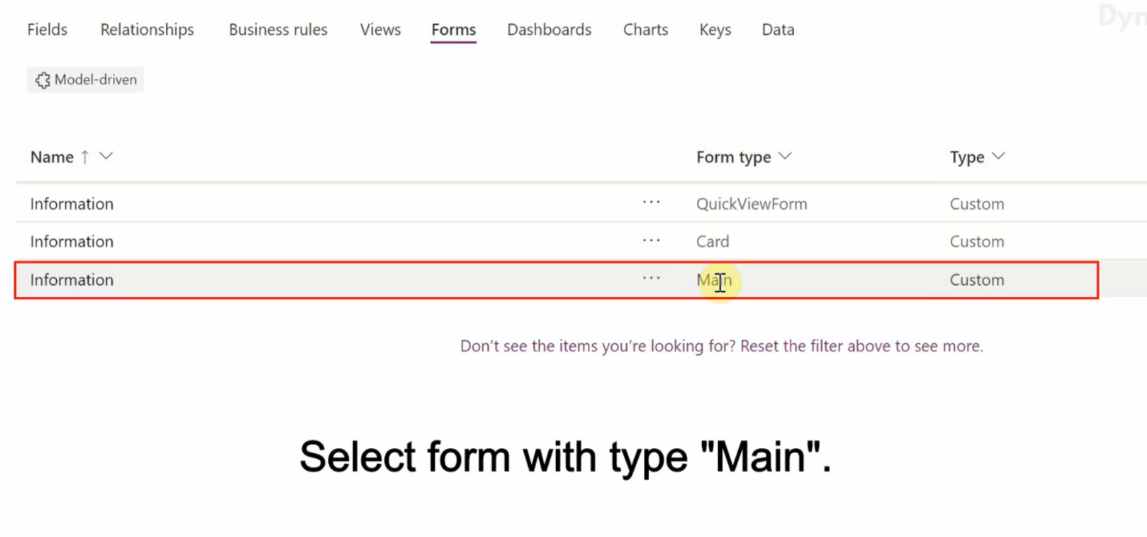 Dyn
Fields Relationships Business rules Views Forms Dashboards Charts Keys Data
Model-driven
Name ↑ Form type Type
Information ··· QuickViewForm Custom
Information ··· Card Custom
Information ··· Main Custom
Don't see the items you're looking for? Reset the filter above to see more.
Select form with type "Main".